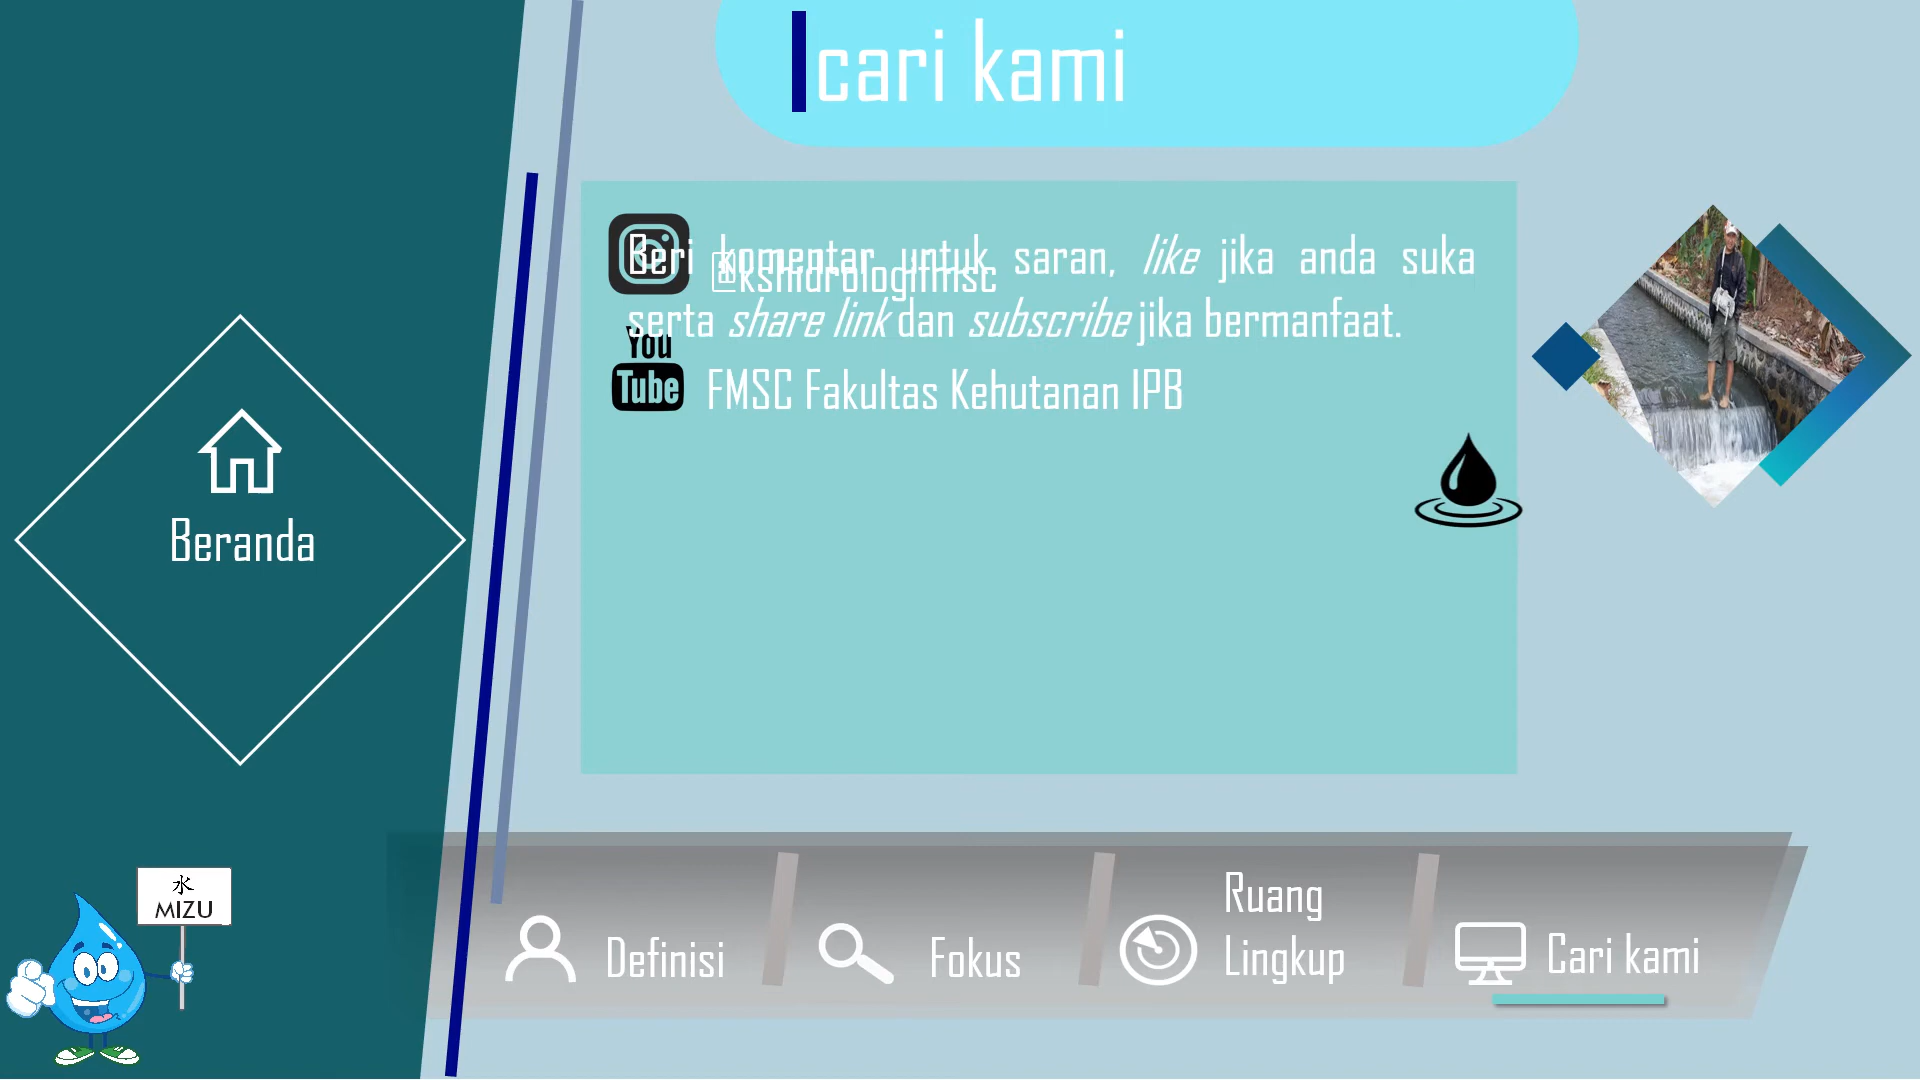 cari kami
Beri komentar untuk saran, like jika anda suka
@kshidrologifmsc
serta share link dan subscribe jika bermanfaat.
You
Tube
FMSC Fakultas Kehutanan IPB
Beranda
水
MIZU
Definisi
Fokus
Ruang
Lingkup
Cari kami